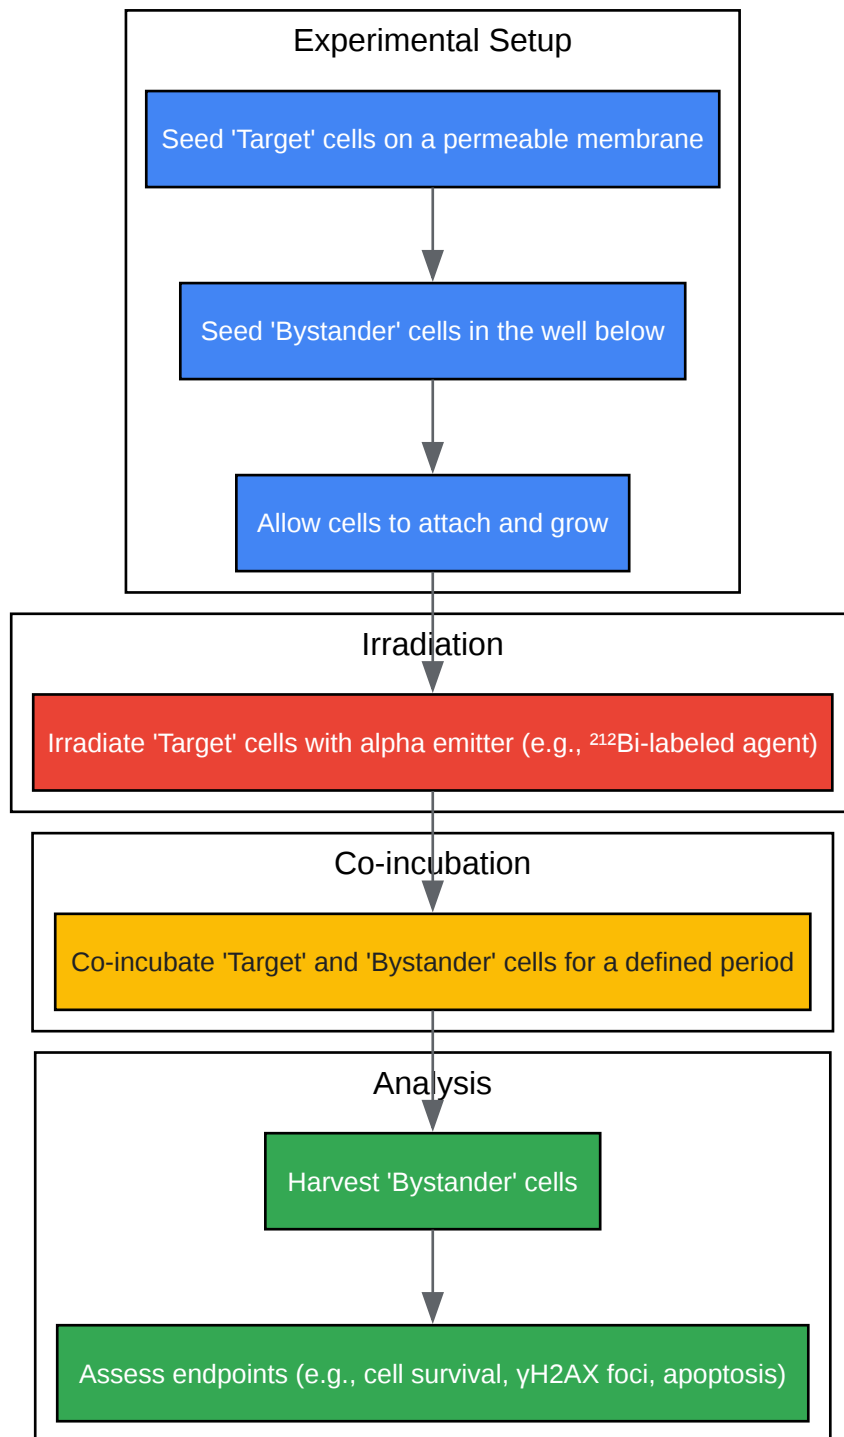 Experimental Setup
Seed 'Target' cells on a permeable membrane
Seed 'Bystander' cells in the well below
Allow cells to attach and grow
Irradiation
Irradiate 'Target' cells with alpha emitter (e.g., ²¹²Bi-labeled agent)
Co-incubation
Co-incubate 'Target' and 'Bystander' cells for a defined period
Analysis
Harvest 'Bystander' cells
Assess endpoints (e.g., cell survival, γH2AX foci, apoptosis)